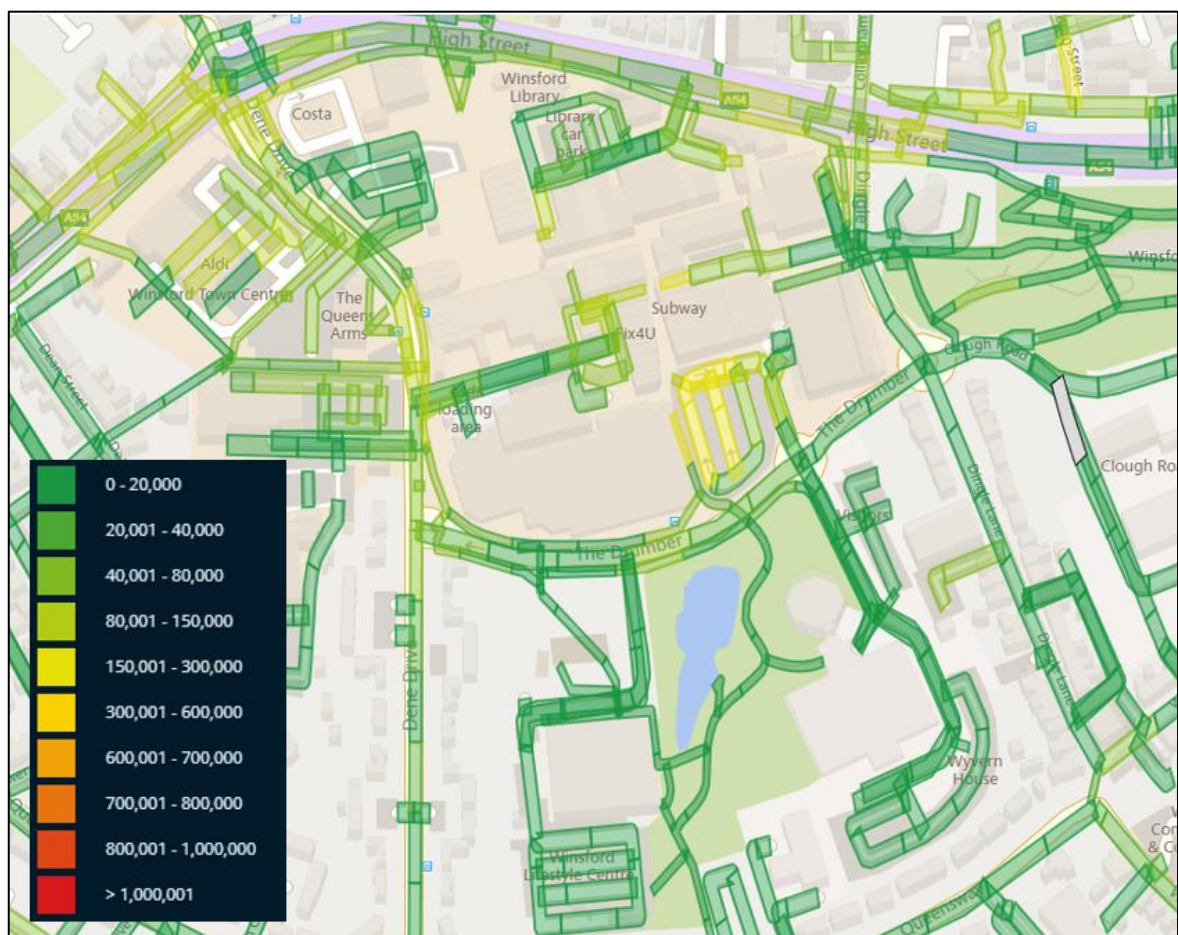 High Street
Winsford
Library
Library
car
park
Costa
A54
Dene Drive
High Street
A54
Dingle
A54
Aldi
Winsford Town Centre
The
Queens
Arms
Subway
Fix4U
loading
area
Dean Street
Clough Road
The Drumber
Dingle Lane
Visitors
The Drumber
Dingle Lane
Dene Drive
Wyvern
House
Winsford
Lifestyle Centre
Queensway
0 - 20,000
20,001 - 40,000
40,001 - 80,000
80,001 - 150,000
150,001 - 300,000
300,001 - 600,000
600,001 - 700,000
700,001 - 800,000
800,001 - 1,000,000
> 1,000,001